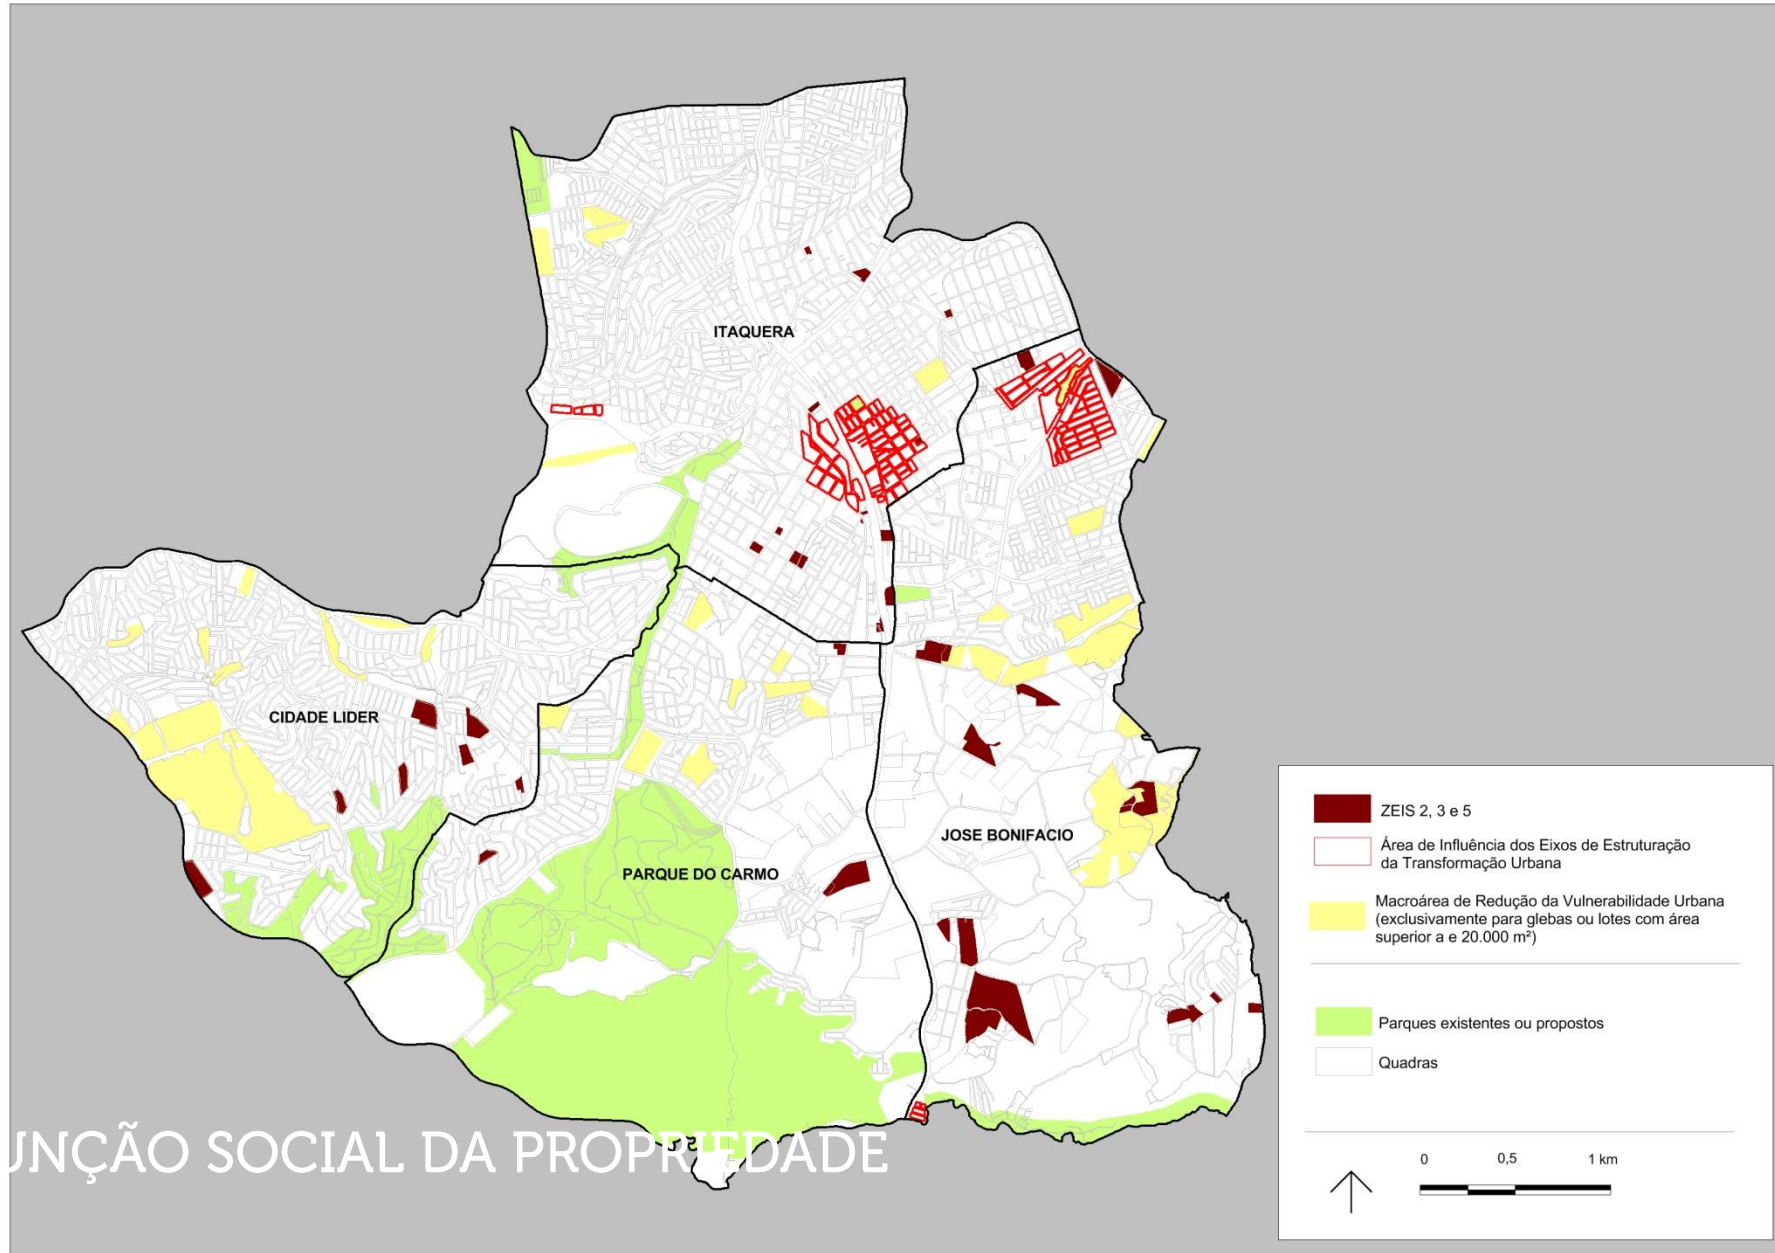 ITAQUERA
CIDADE LIDER
PARQUE DO CARMO
JOSE BONIFACIO
ZEIS 2, 3 e 5
Área de Influência dos Eixos de Estruturação
da Transformação Urbana
Macroárea de Redução da Vulnerabilidade Urbana
(exclusivamente para glebas ou lotes com área
superior a e 20.000 m²)
Parques existentes ou propostos
Quadras
0 0,5 1 km
UNÇÃO SOCIAL DA PROPRIEDADE